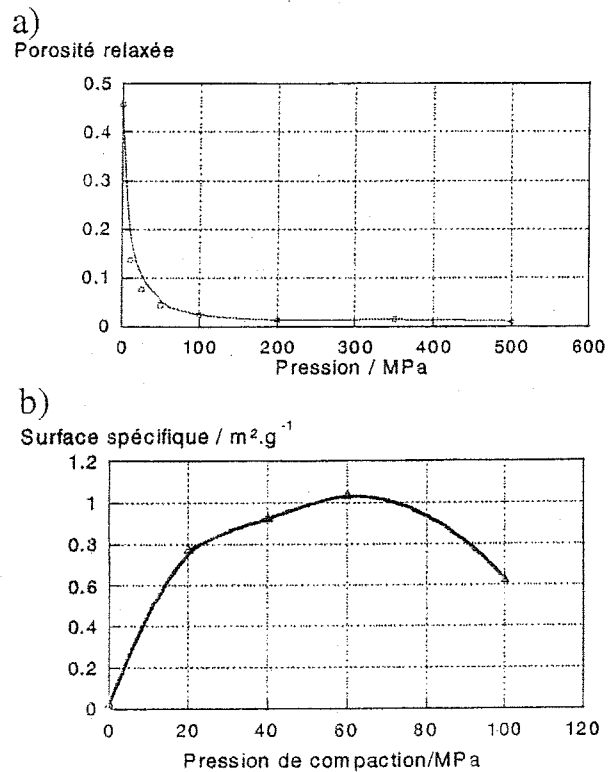 a)
Porosité relaxée
0.5
0.4
0.3
0.2
0.1
0
0 100 200 300 400 500 600
Pression / MPa
b)
Surface spécifique / m².g⁻¹
1.2
1
0.8
0.6
0.4
0.2
0
0 20 40 60 80 100 120
Pression de compaction/MPa